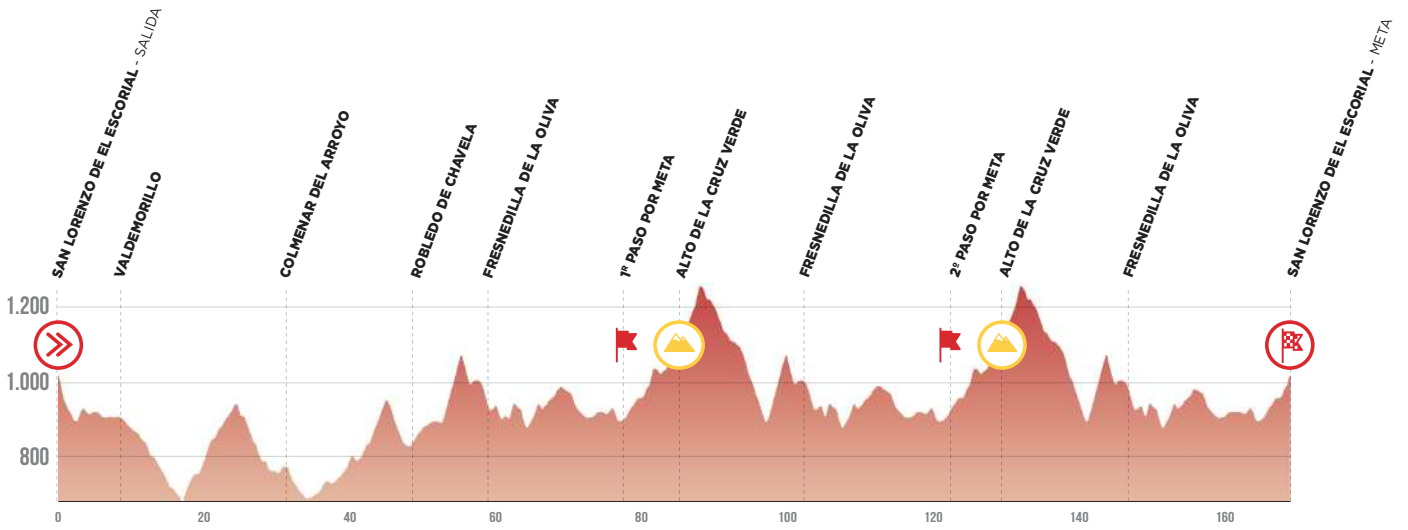 SAN LORENZO DE EL ESCORIAL - SALIDA
VALDEMORILLO
COLMENAR DEL ARROYO
ROBLEDO DE CHAVELA
FRESNEDILLA DE LA OLIVA
1ª PASO POR META
ALTO DE LA CRUZ VERDE
FRESNEDILLA DE LA OLIVA
2º PASO POR META
ALTO DE LA CRUZ VERDE
FRESNEDILLA DE LA OLIVA
SAN LORENZO DE EL ESCORIAL - META
1.200
1.000
800
0 20 40 60 80 100 120 140 160